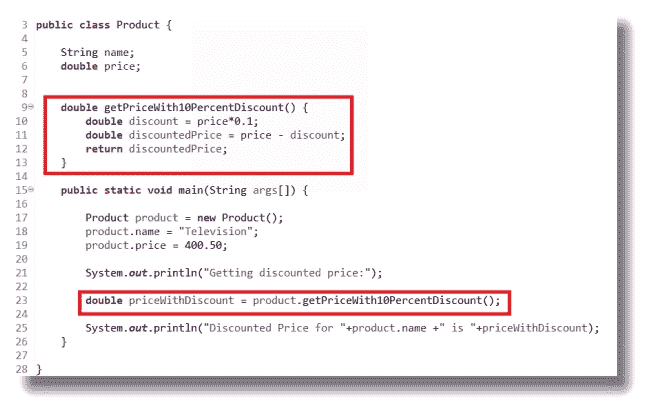 3 public class Product {
4
5     String name;
6     double price;
7
8
9     double getPriceWith10PercentDiscount() {
10         double discount = price*0.1;
11         double discountedPrice = price - discount;
12         return discountedPrice;
13     }
14
15     public static void main(String args[]) {
16
17         Product product = new Product();
18         product.name = "Television";
19         product.price = 400.50;
20
21         System.out.println("Getting discounted price:");
22
23         double priceWithDiscount = product.getPriceWith10PercentDiscount();
24
25         System.out.println("Discounted Price for "+product.name +" is "+priceWithDiscount);
26     }
27
28 }